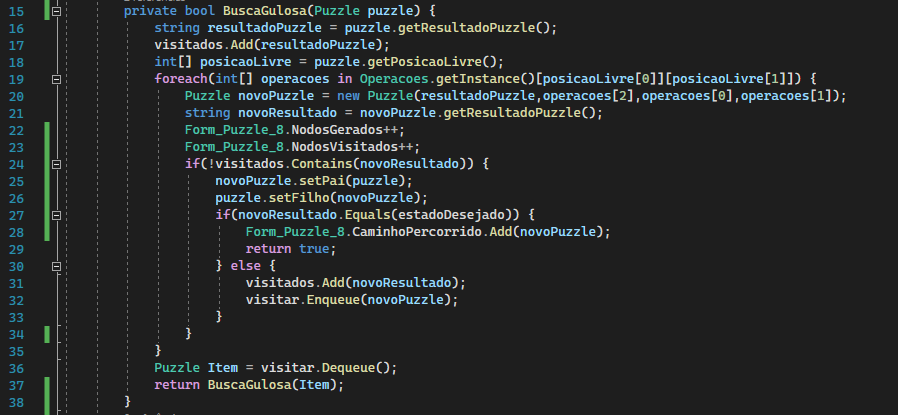 15 private bool BuscaGulosa(Puzzle puzzle) {
16 string resultadoPuzzle = puzzle.getResultadoPuzzle();
17 visitados.Add(resultadoPuzzle);
18 int[] posicaoLivre = puzzle.getPosicaoLivre();
19 foreach(int[] operacoes in Operacoes.getInstance()[posicaoLivre[0]][posicaoLivre[1]]) {
20 Puzzle novoPuzzle = new Puzzle(resultadoPuzzle,operacoes[2],operacoes[0],operacoes[1]);
21 string novoResultado = novoPuzzle.getResultadoPuzzle();
22 Form_Puzzle_8.NodosGerados++;
23 Form_Puzzle_8.NodosVisitados++;
24 if(!visitados.Contains(novoResultado)) {
25 novoPuzzle.setPai(puzzle);
26 puzzle.setFilho(novoPuzzle);
27 if(novoResultado.Equals(estadoDesejado)) {
28 Form_Puzzle_8.CaminhoPercorrido.Add(novoPuzzle);
29 return true;
30 } else {
31 visitados.Add(novoResultado);
32 visitar.Enqueue(novoPuzzle);
33 }
34 }
35 }
36 Puzzle Item = visitar.Dequeue();
37 return BuscaGulosa(Item);
38 }